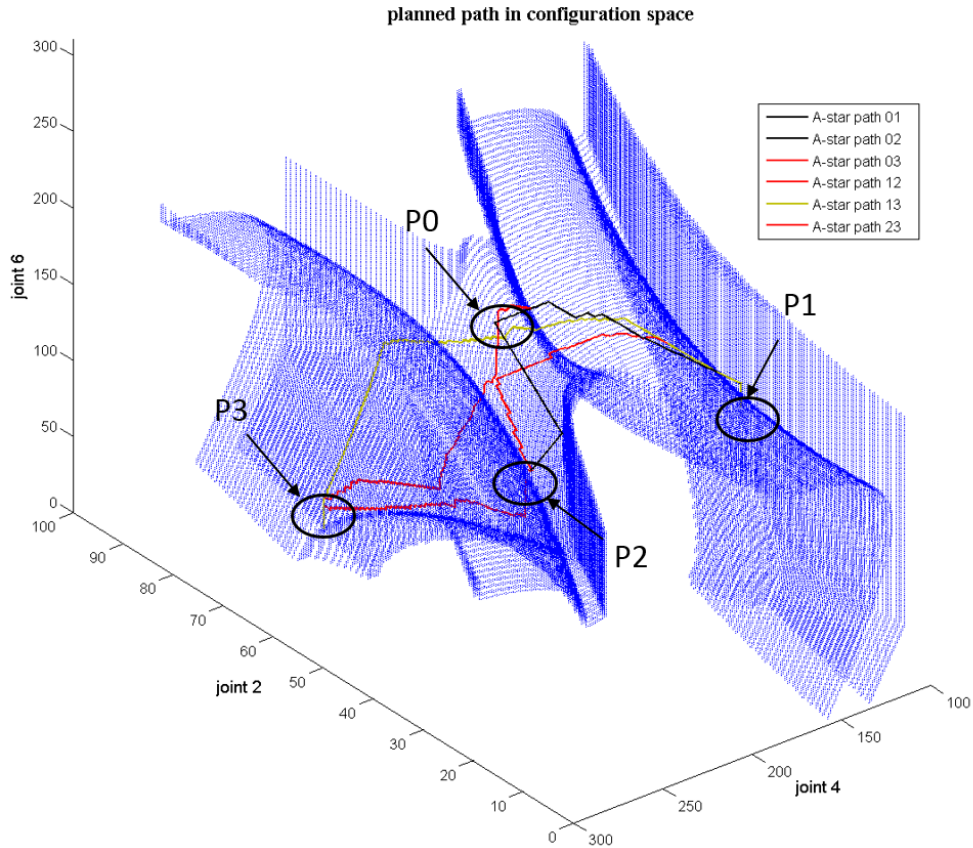 planned path in configuration space
300
250
200
150
100
50
0
joint 6
A-star path 01
A-star path 02
A-star path 03
A-star path 12
A-star path 13
A-star path 23
P0
P1
P3
P2
100
90
80
70
60
50
40
30
20
10
0
joint 2
300
250
200
150
100
joint 4